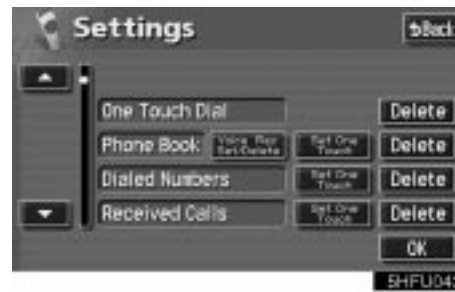 Settings Back
One Touch Dial Delete
Phone Book Voice Rec Set/Delete Set One Touch Delete
Dialed Numbers Set One Touch Delete
Received Calls Set One Touch Delete
OK
5HFU04